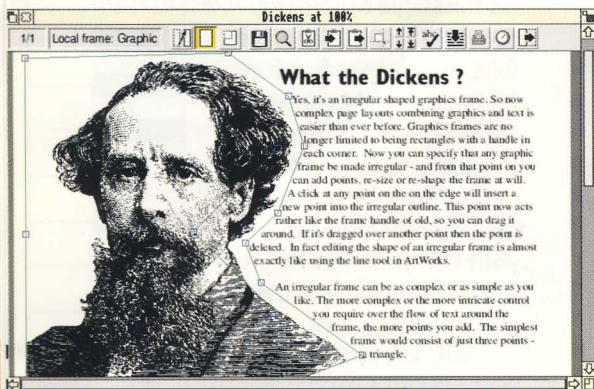 Dickens at 100%
1/1 Local frame: Graphic abc
What the Dickens ?
Yes, it's an irregular shaped graphics frame. So now
complex page layouts combining graphics and text is
easier than ever before. Graphics frames are no
longer limited to being rectangles with a handle in
each corner. Now you can specify that any graphic
frame be made irregular - and from that point on you
can add points, re-size or re-shape the frame at will.
A click at any point on the on the edge will insert a
new point into the irregular outline. This point now acts
rather like the frame handle of old, so you can drag it
around. If it's dragged over another point then the point is
deleted. In fact editing the shape of an irregular frame is almost
exactly like using the line tool in ArtWorks.
An irregular frame can be as complex or as simple as you
like. The more complex or the more intricate control
you require over the flow of text around the
frame, the more points you add. The simplest
frame would consist of just three points -
a triangle.